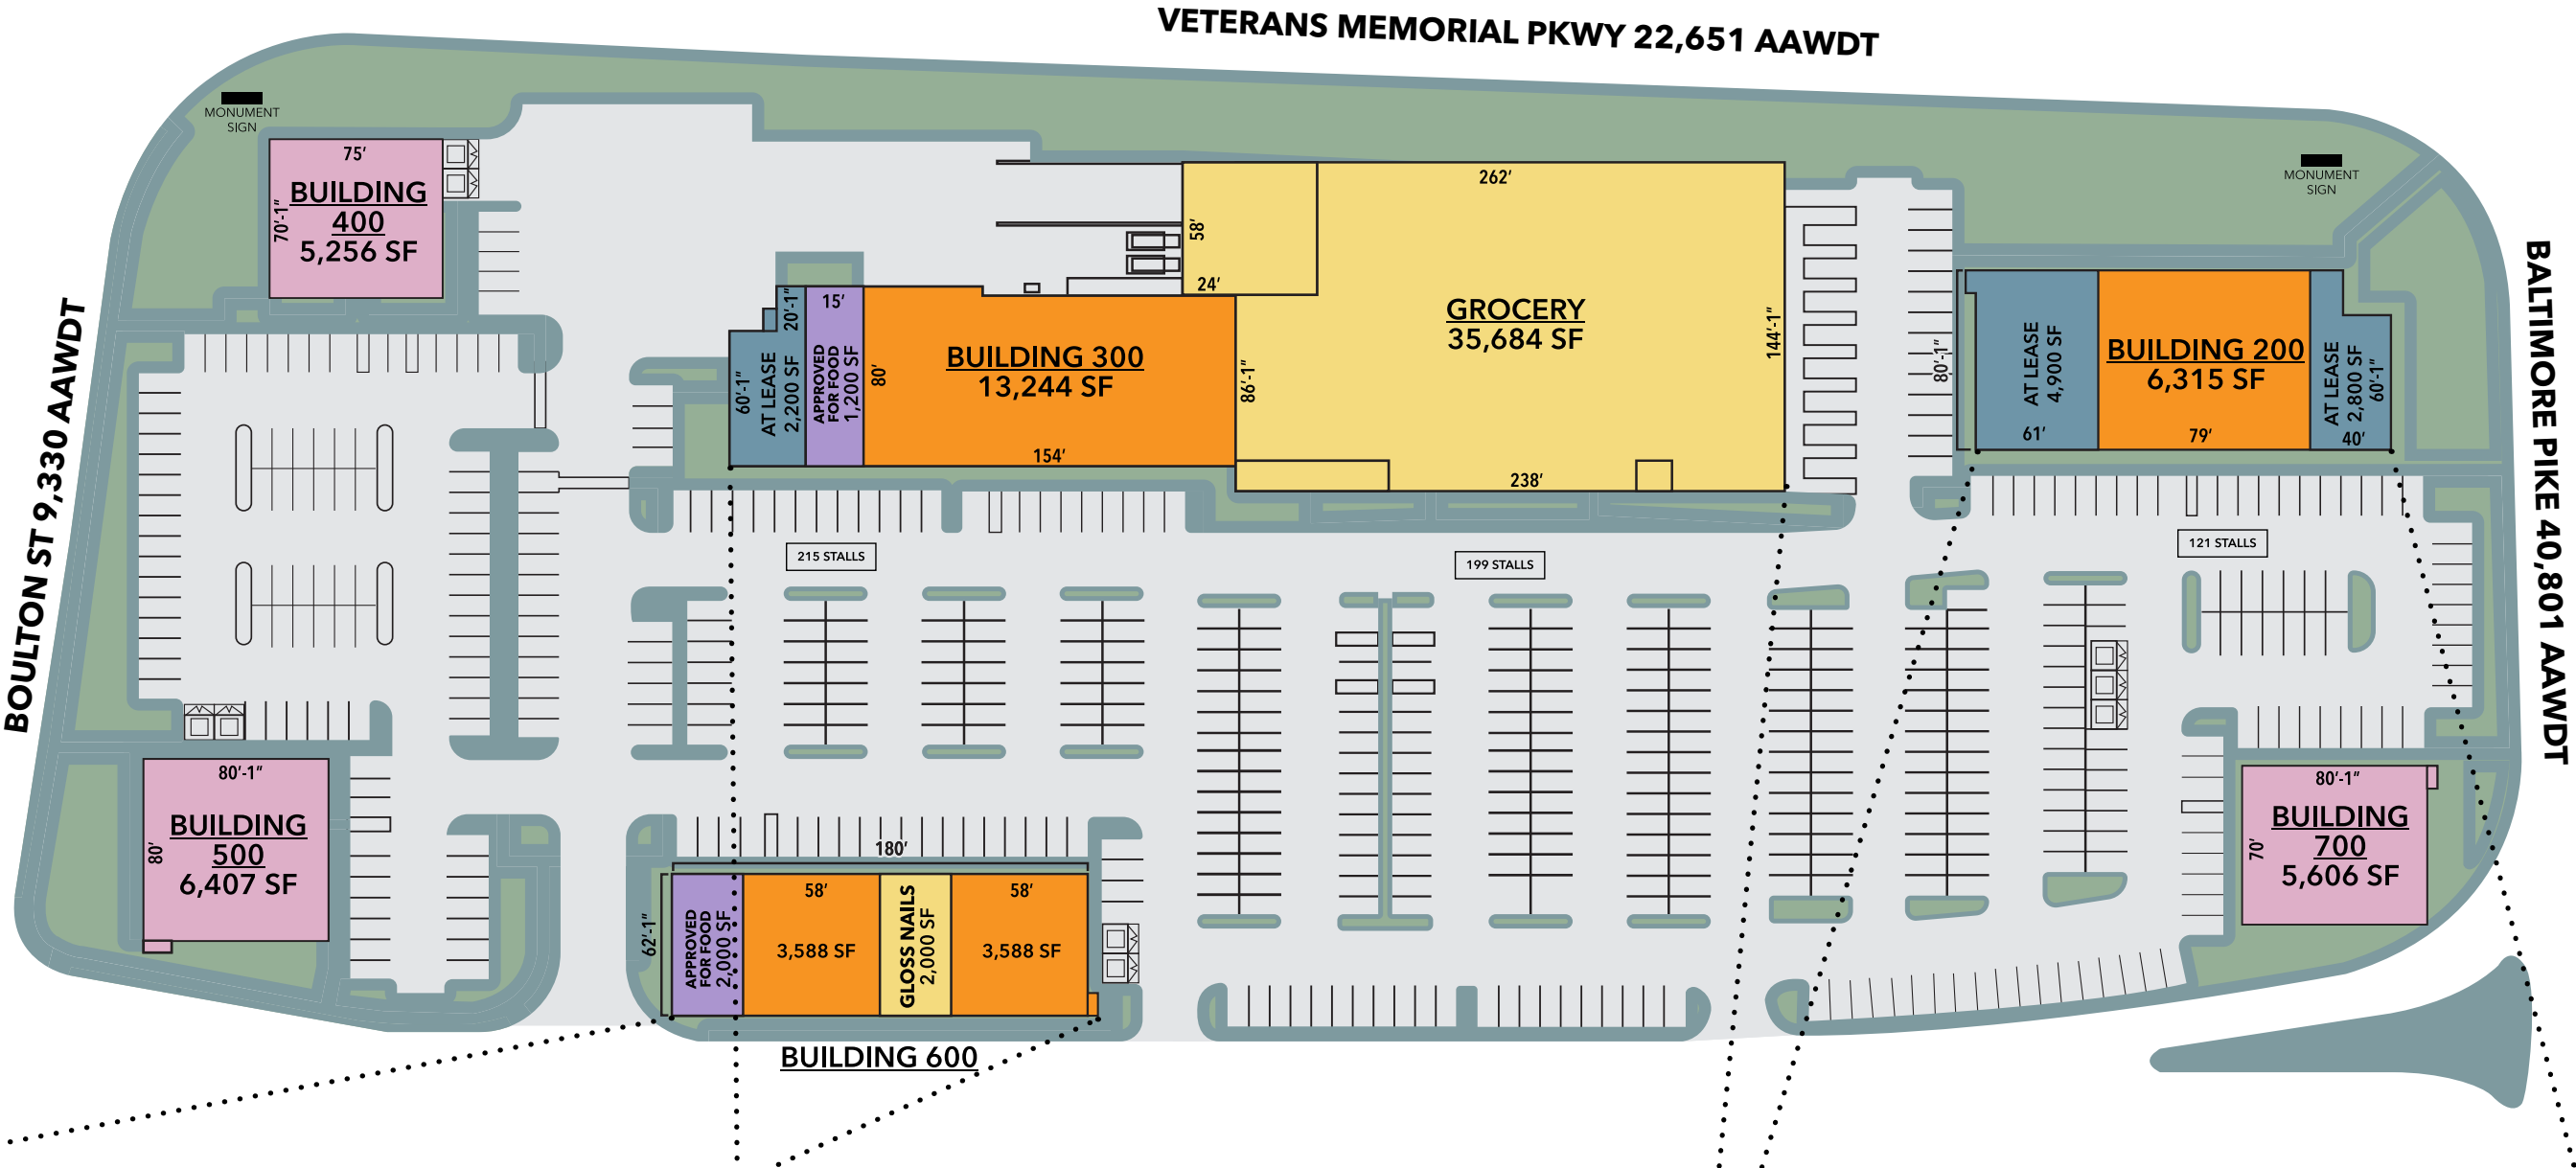 VETERANS MEMORIAL PKWY 22,651 AAWDT
BOULTON ST 9,330 AAWDT
BALTIMORE PIKE 40,801 AAWDT
MONUMENT
SIGN
75'
70'-1"
BUILDING
400
5,256 SF
60'-1"
AT LEASE
2,200 SF
20'-1"
15'
APPROVED
FOR FOOD
1,200 SF
80'
BUILDING 300
13,244 SF
154'
262'
58'
24'
GROCERY
35,684 SF
86'-1"
144'-1"
238'
MONUMENT
SIGN
80'-1"
AT LEASE
4,900 SF
61'
BUILDING 200
6,315 SF
79'
AT LEASE
2,800 SF
60'-1"
40'
215 STALLS
199 STALLS
121 STALLS
80'-1"
80'
BUILDING
500
6,407 SF
180'
62'-1"
APPROVED
FOR FOOD
2,000 SF
58'
3,588 SF
GLOSS NAILS
2,000 SF
58'
3,588 SF
BUILDING 600
80'-1"
70'
BUILDING
700
5,606 SF